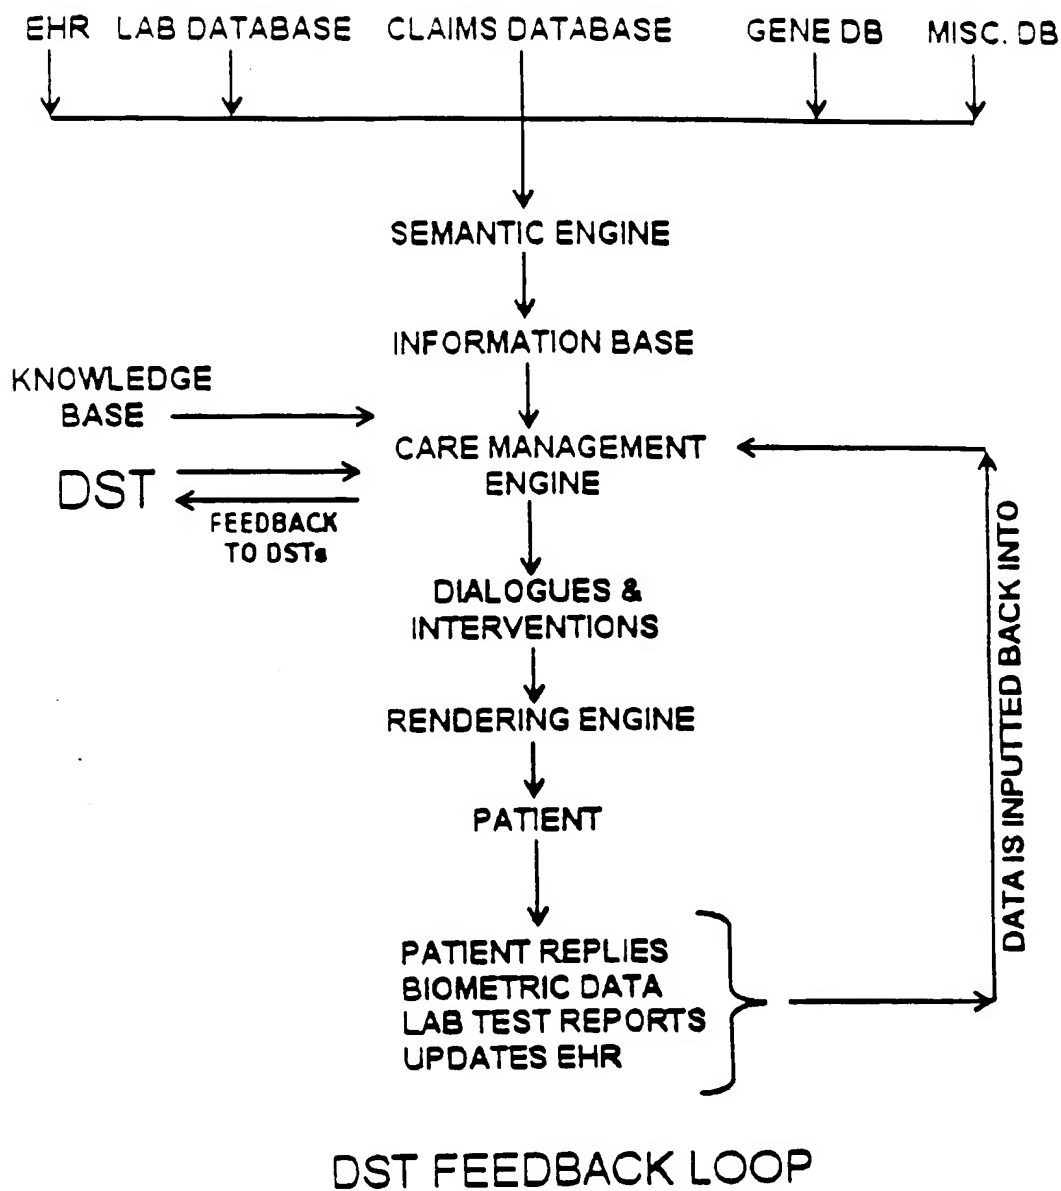 EHR LAB DATABASE CLAIMS DATABASE GENE DB MISC. DB
SEMANTIC ENGINE
INFORMATION BASE
KNOWLEDGE
BASE
CARE MANAGEMENT
ENGINE
DST
FEEDBACK
TO DSTs
DIALOGUES &
INTERVENTIONS
RENDERING ENGINE
PATIENT
PATIENT REPLIES
BIOMETRIC DATA
LAB TEST REPORTS
UPDATES EHR
DATA IS INPUTTED BACK INTO
DST FEEDBACK LOOP